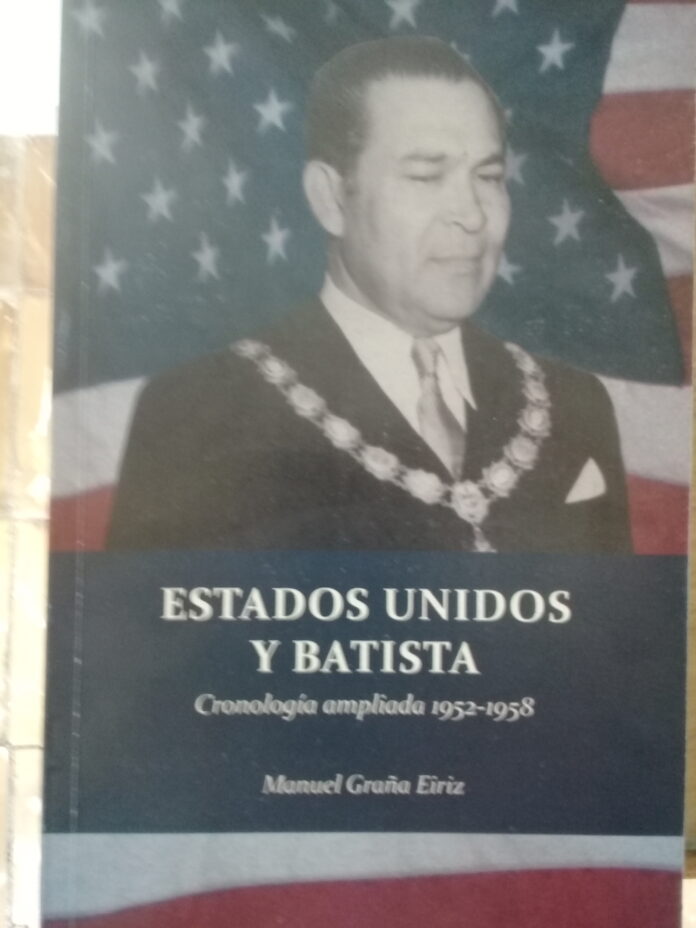 ESTADOS UNIDOS
Y BATISTA
Cronología ampliada 1952-1958
Manuel Graña Eiriz